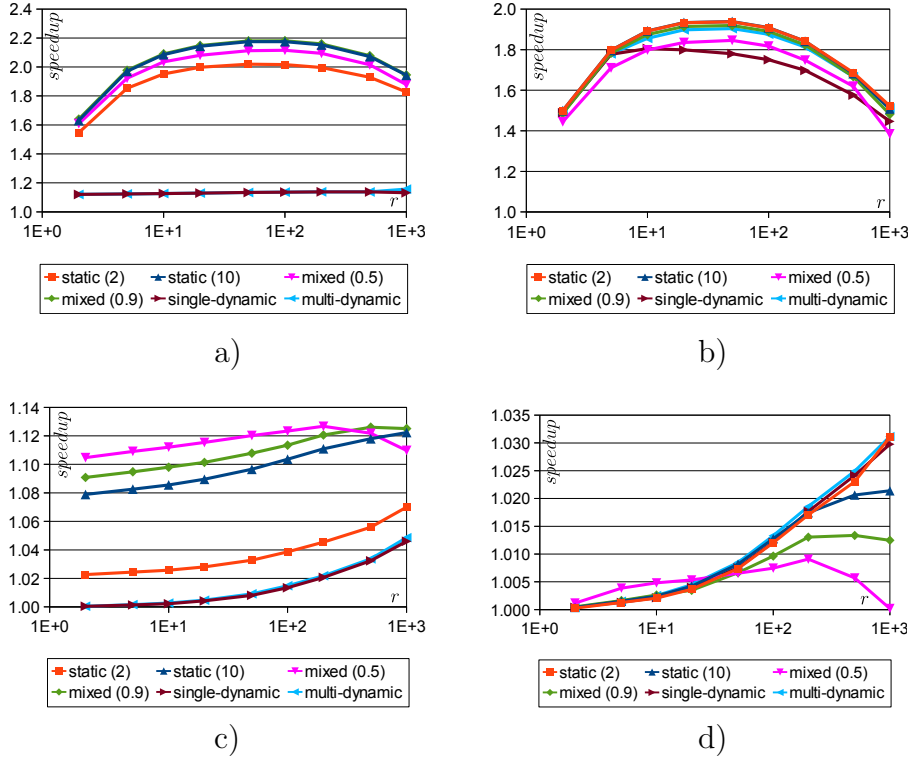 speedup
2.4
2.2
2.0
1.8
1.6
1.4
1.2
1.0
r
1E+0 1E+1 1E+2 1E+3
static (2) static (10) mixed (0.5)
mixed (0.9) single-dynamic multi-dynamic
a)
speedup
2.0
1.8
1.6
1.4
1.2
1.0
r
1E+0 1E+1 1E+2 1E+3
static (2) static (10) mixed (0.5)
mixed (0.9) single-dynamic multi-dynamic
b)
speedup
1.14
1.12
1.10
1.08
1.06
1.04
1.02
1.00
r
1E+0 1E+1 1E+2 1E+3
static (2) static (10) mixed (0.5)
mixed (0.9) single-dynamic multi-dynamic
c)
speedup
1.035
1.030
1.025
1.020
1.015
1.010
1.005
1.000
r
1E+0 1E+1 1E+2 1E+3
static (2) static (10) mixed (0.5)
mixed (0.9) single-dynamic multi-dynamic
d)